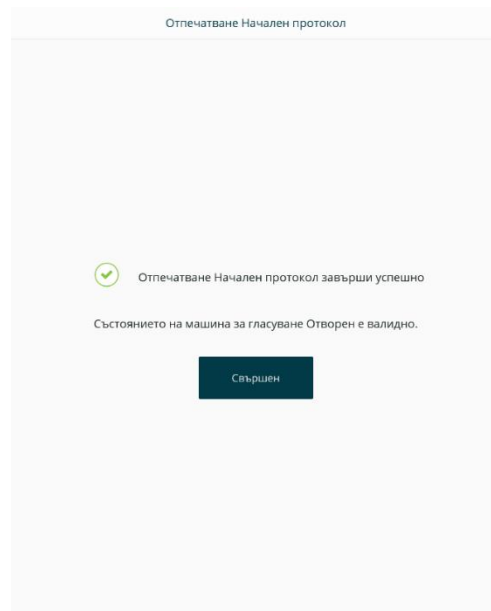 Отпечатване Начален протокол
Отпечатване Начален протокол завърши успешно
Състоянието на машина за гласуване Отворен е валидно.
Свършен